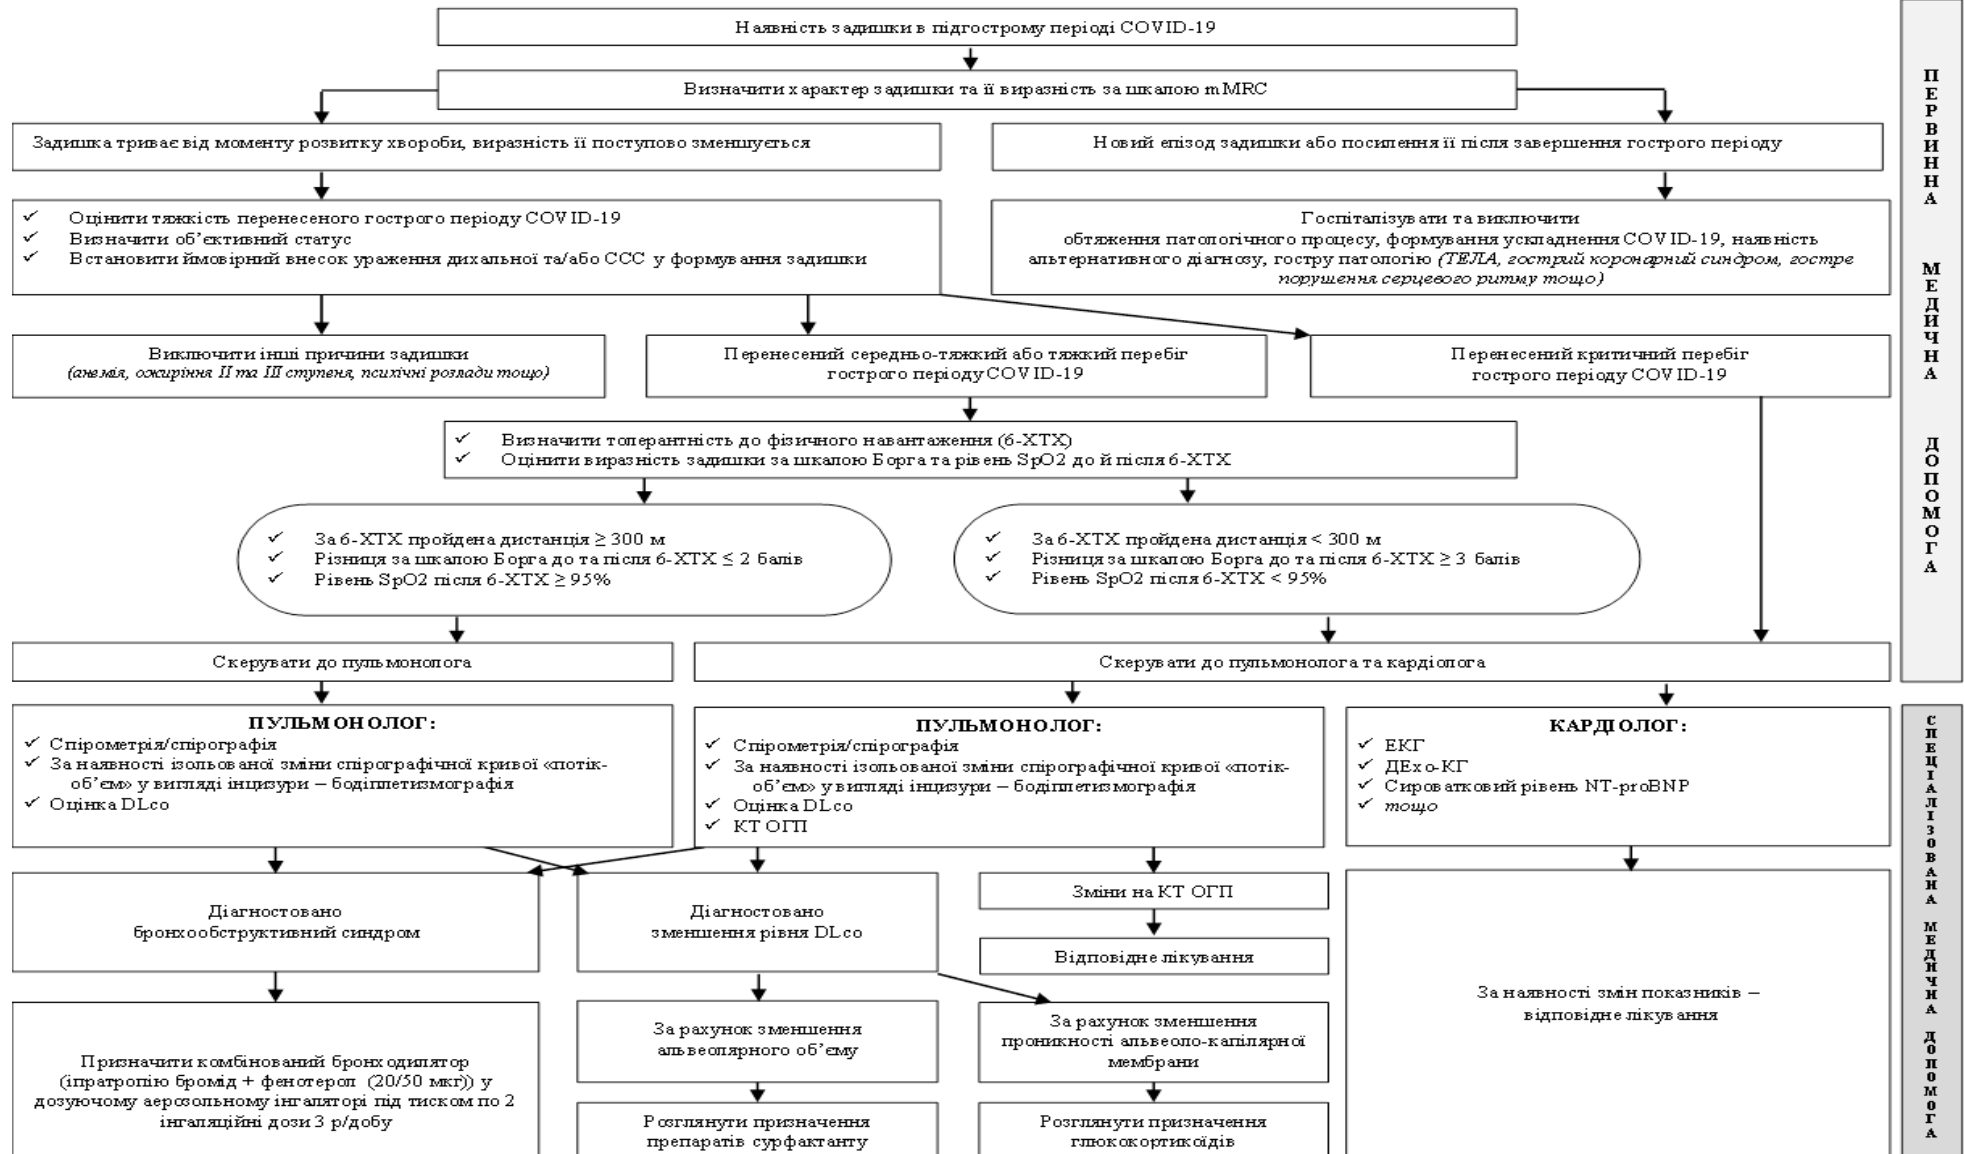 Наявність задишки в підгострому періоді COVID-19
Визначити характер задишки та її виразність за шкалою mMRC
Задишка триває від моменту розвитку хвороби, виразність її поступово зменшується
Новий епізод задишки або посилення її після завершення гострого періоду
✓ Оцінити тяжкість перенесеного гострого періоду COVID-19
✓ Визначити об’єктивний статус
✓ Встановити ймовірний внесок ураження дихальної та/або ССС у формування задишки
Госпіталізувати та виключити
обтяження патологічного процесу, формування ускладнення COVID-19, наявність
альтернативного діагнозу, гостру патологію (ТЕЛА, гострий коронарний синдром, гостре
порушення серцевого ритму тощо)
Виключити інші причини задишки
(анемія, ожиріння II та III ступеня, психічні розлади тощо)
Перенесений середньо-тяжкий або тяжкий перебіг
гострого періоду COVID-19
Перенесений критичний перебіг
гострого періоду COVID-19
✓ Визначити толерантність до фізичного навантаження (6-ХТХ)
✓ Оцінити виразність задишки за шкалою Борга та рівень SpO2 до й після 6-ХТХ
✓ За 6-ХТХ пройдена дистанція ≥ 300 м
✓ Різниця за шкалою Борга до та після 6-ХТХ ≤ 2 балів
✓ Рівень SpO2 після 6-ХТХ ≥ 95%
✓ За 6-ХТХ пройдена дистанція < 300 м
✓ Різниця за шкалою Борга до та після 6-ХТХ ≥ 3 балів
✓ Рівень SpO2 після 6-ХТХ < 95%
Скерувати до пульмонолога
Скерувати до пульмонолога та кардіолога
ПЕРВИННА МЕДИЧНА ДОПОМОГА
ПУЛЬМОНОЛОГ:
✓ Спірометрія/спірографія
✓ За наявності ізольованої зміни спірографічної кривої «потік-
об’єм» у вигляді інцизури – бодіплетизмографія
✓ Оцінка DLco
ПУЛЬМОНОЛОГ:
✓ Спірометрія/спірографія
✓ За наявності ізольованої зміни спірографічної кривої «потік-
об’єм» у вигляді інцизури – бодіплетизмографія
✓ Оцінка DLco
✓ КТ ОГП
КАРДІОЛОГ:
✓ ЕКГ
✓ ДЕхо-КГ
✓ Сироватковий рівень NT-proBNP
✓ тощо
Діагностовано
бронхообструктивний синдром
Діагностовано
зменшення рівня DLco
Зміни на КТ ОГП
Відповідне лікування
За наявності змін показників –
відповідне лікування
Призначити комбінований бронходилятор
(іпратропію бромід + фенотерол (20/50 мкг)) у
дозуючому аерозольному інгаляторі під тиском по 2
інгаляційні дози 3 р/добу
За рахунок зменшення
альвеолярного об’єму
За рахунок зменшення
проникності альвеоло-капілярної
мембрани
Розглянути призначення
препаратів сурфактанту
Розглянути призначення
глюкокортикоїдів
СПЕЦІАЛІЗОВАНА МЕДИЧНА ДОПОМОГА